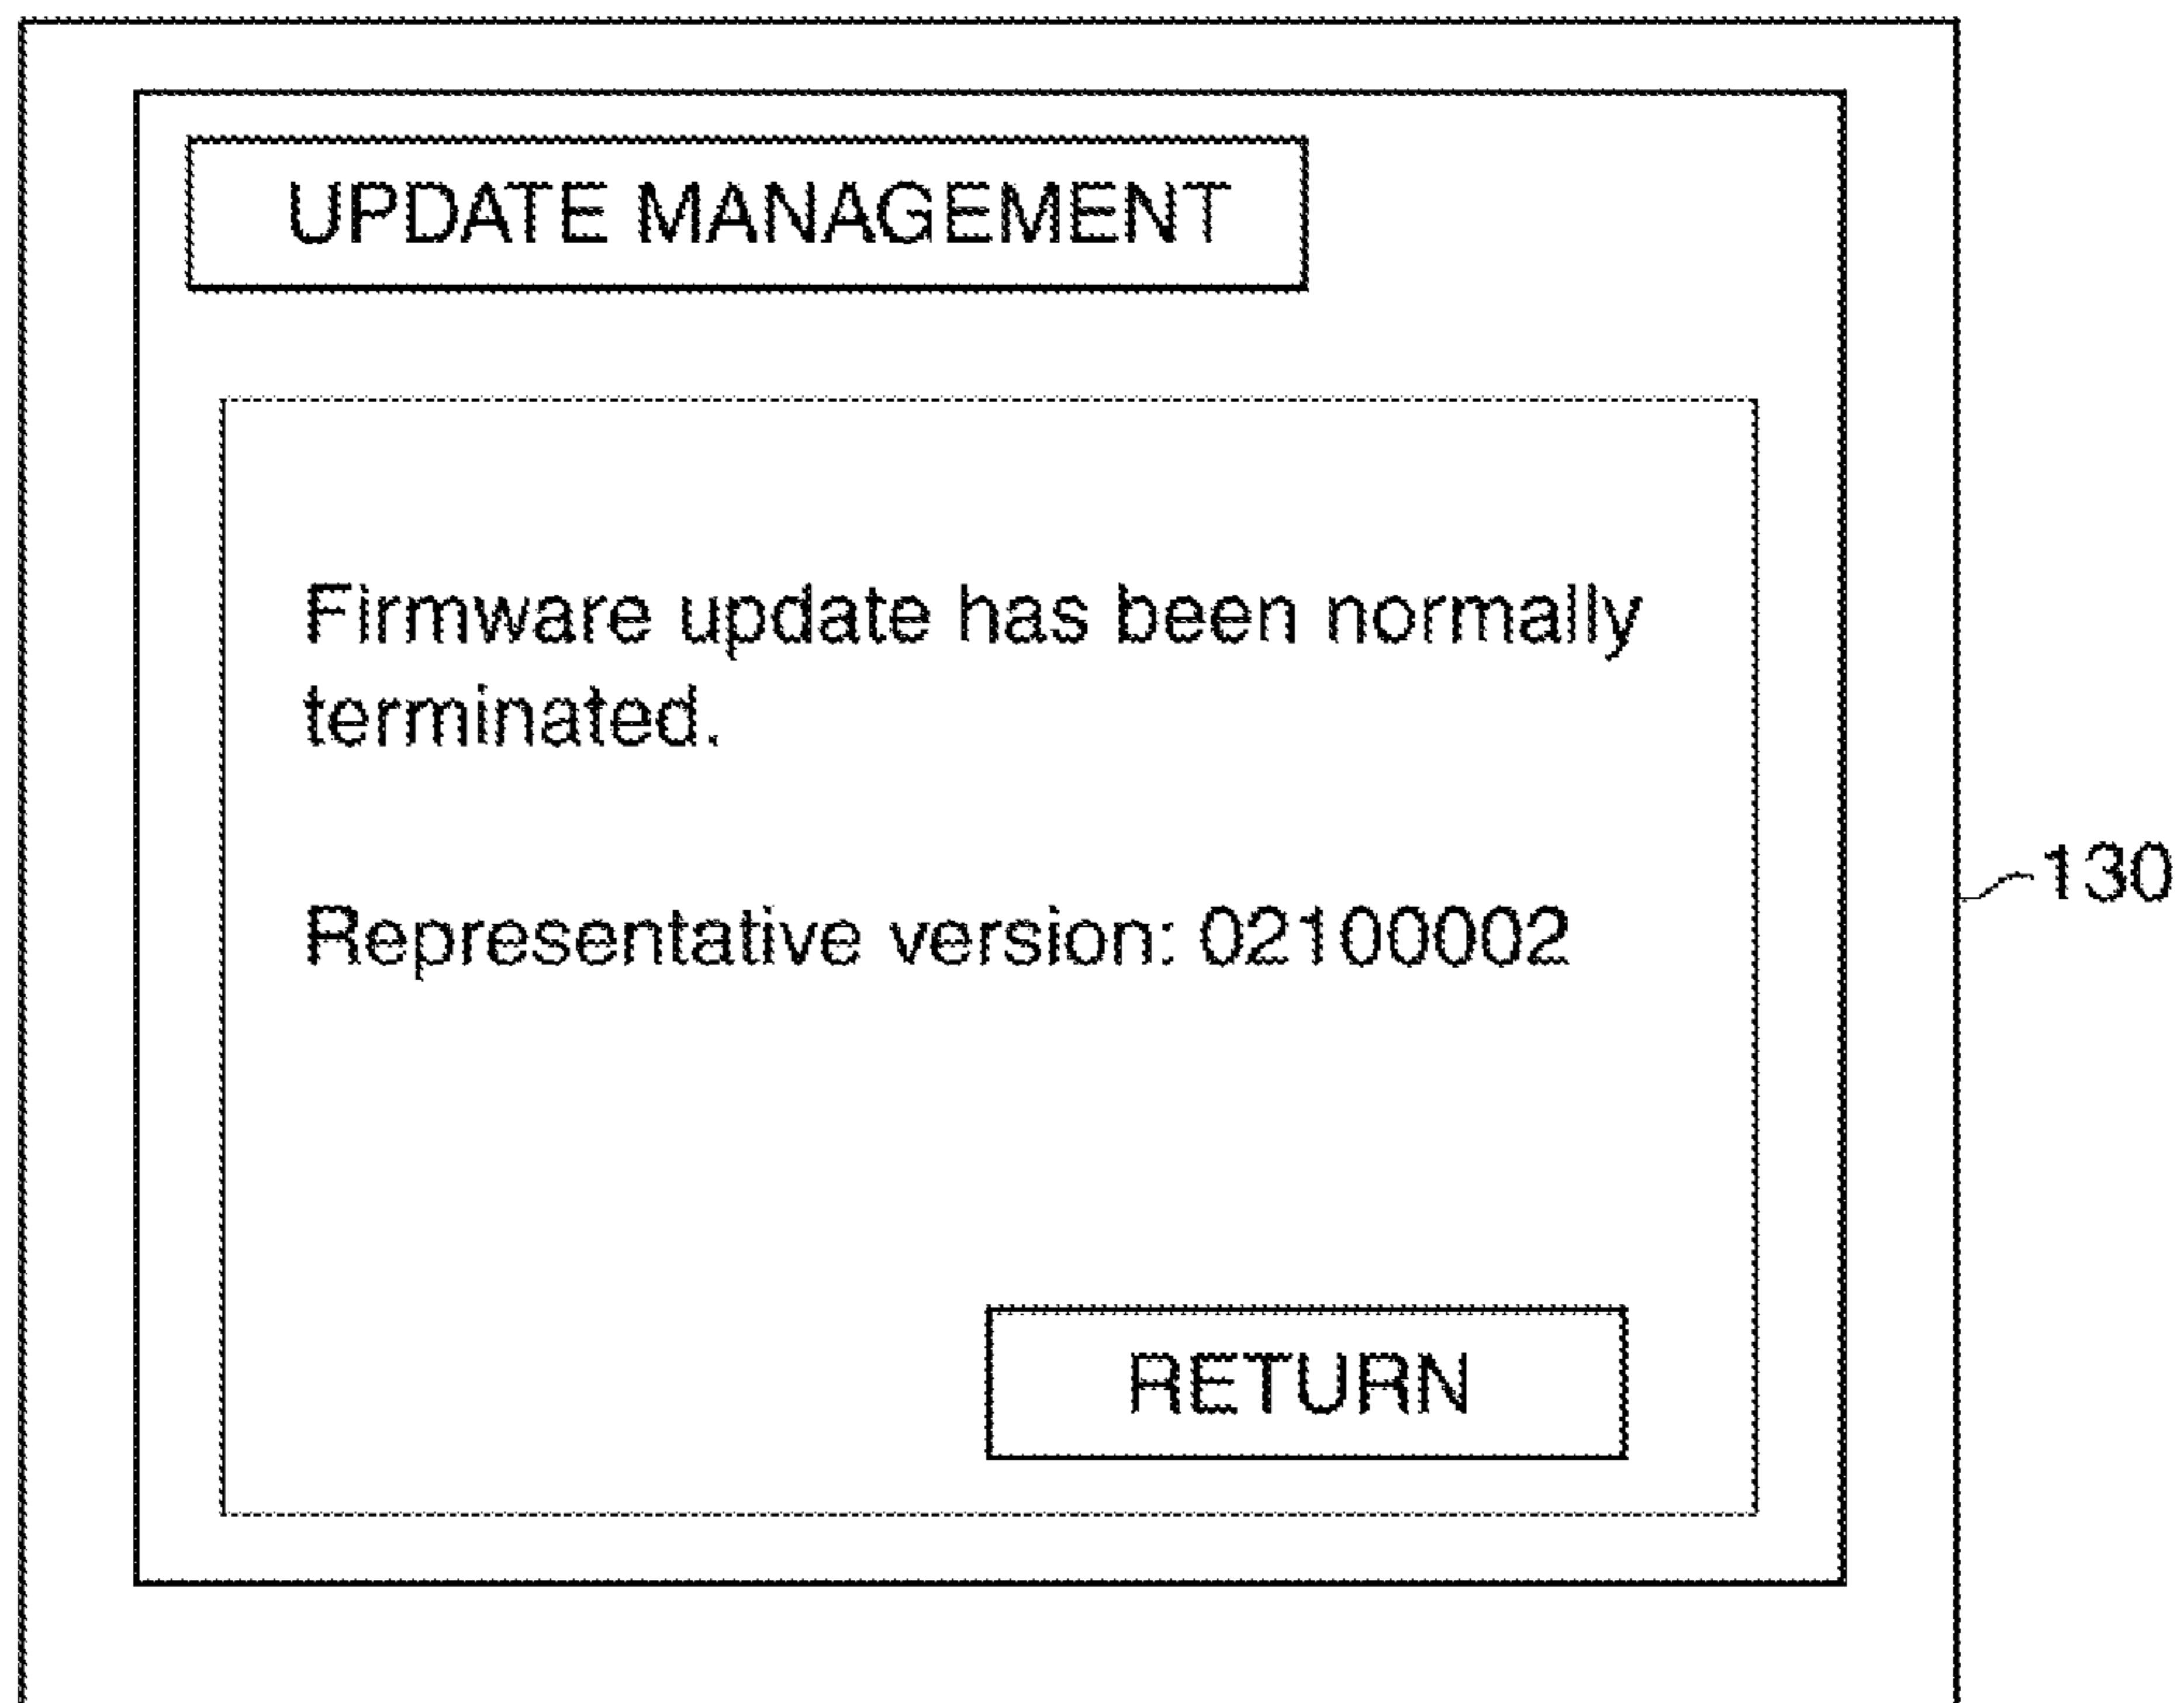 UPDATE MANAGEMENT
Firmware update has been normally
terminated.
Representative version: 02100002
130
RETURN